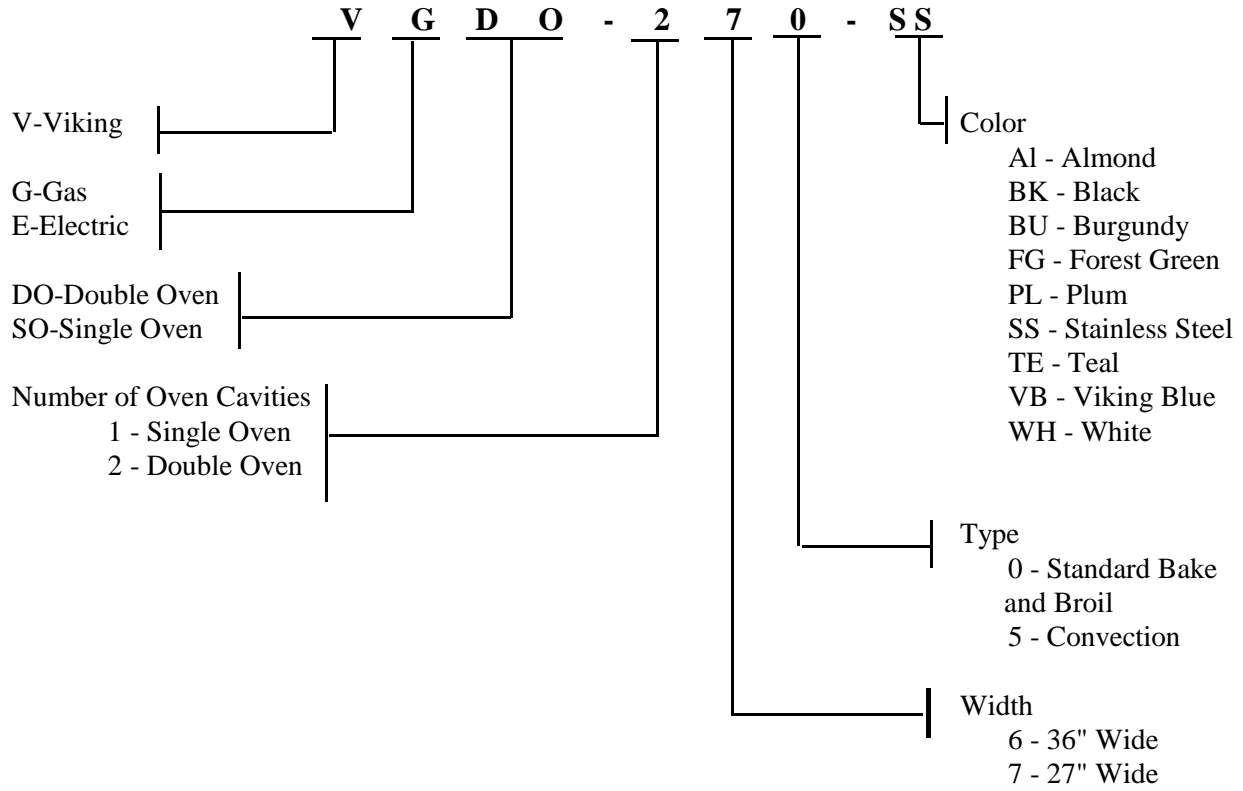 V G D O - 2 7 0 - S S
V-Viking
G-Gas
E-Electric
DO-Double Oven
SO-Single Oven
Number of Oven Cavities
1 - Single Oven
2 - Double Oven
Color
Al - Almond
BK - Black
BU - Burgundy
FG - Forest Green
PL - Plum
SS - Stainless Steel
TE - Teal
VB - Viking Blue
WH - White
Type
0 - Standard Bake
and Broil
5 - Convection
Width
6 - 36" Wide
7 - 27" Wide